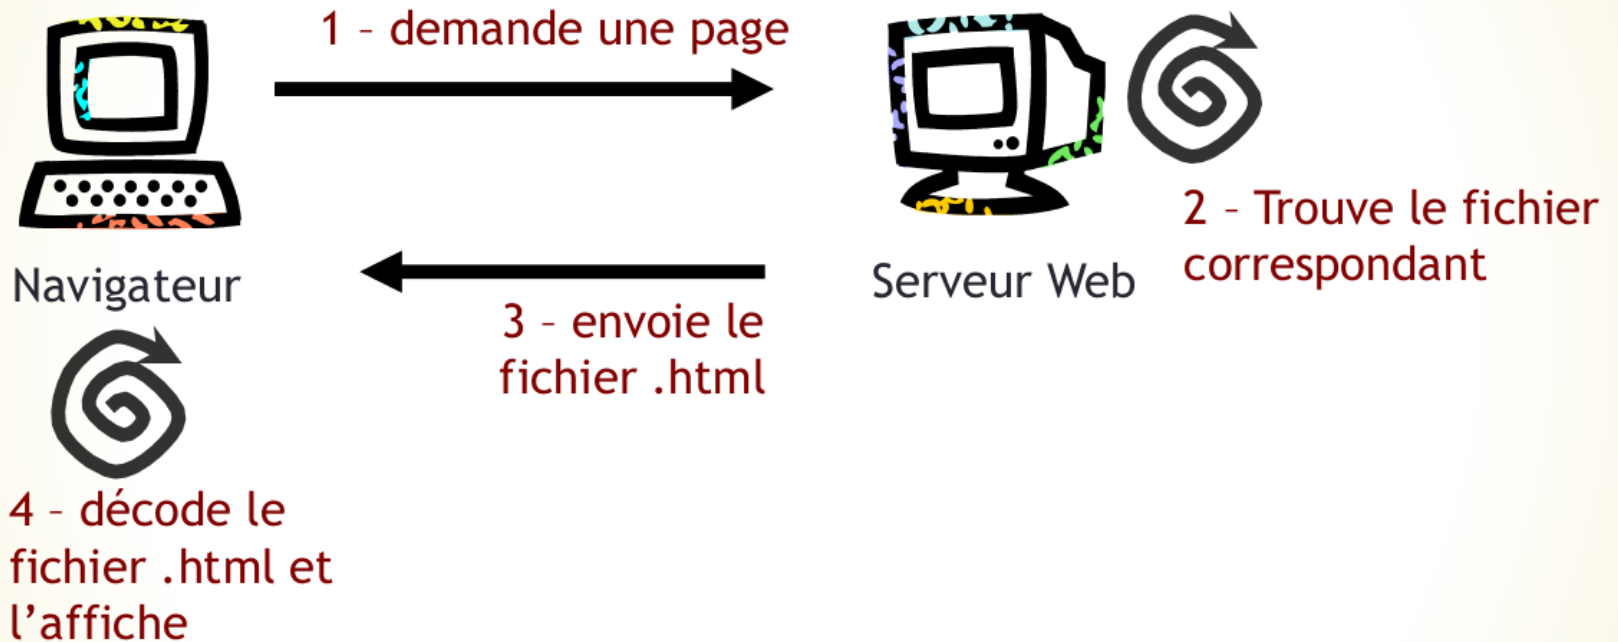 1 – demande une page
2 – Trouve le fichier
correspondant
Navigateur
Serveur Web
3 – envoie le
fichier .html
4 – décode le
fichier .html et
l’affiche